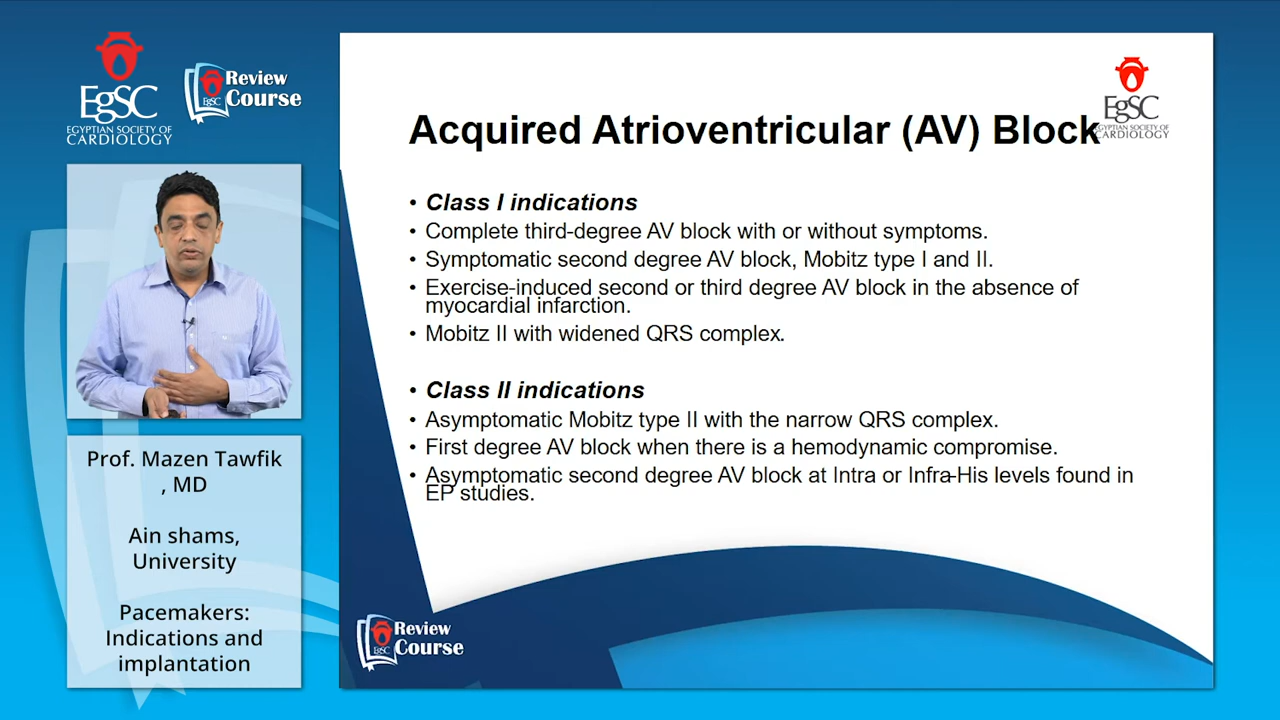 EgSC
EGYPTIAN SOCIETY OF
CARDIOLOGY
Review
Course
EgSC
Prof. Mazen Tawfik
, MD
Ain shams,
University
Pacemakers:
Indications and
implantation
EgSC
EGYPTIAN SOCIETY OF
CARDIOLOGY
Acquired Atrioventricular (AV) Block
• Class I indications
• Complete third-degree AV block with or without symptoms.
• Symptomatic second degree AV block, Mobitz type I and II.
• Exercise-induced second or third degree AV block in the absence of
myocardial infarction.
• Mobitz II with widened QRS complex.
• Class II indications
• Asymptomatic Mobitz type II with the narrow QRS complex.
• First degree AV block when there is a hemodynamic compromise.
• Asymptomatic second degree AV block at Intra or Infra-His levels found in
EP studies.
Review
Course
EgSC